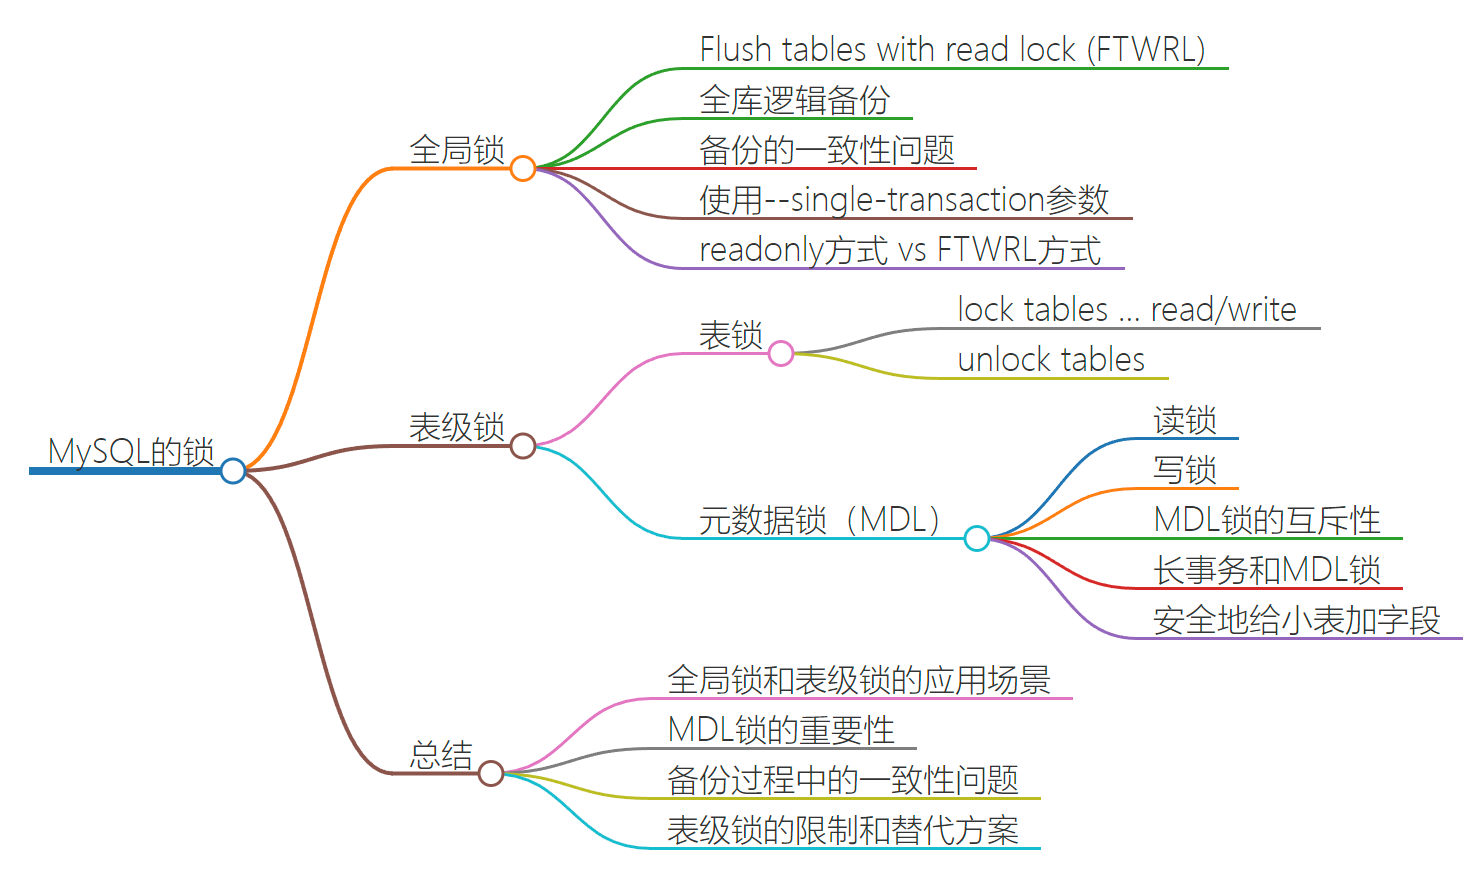 MySQL的锁
全局锁
Flush tables with read lock (FTWRL)
全库逻辑备份
备份的一致性问题
使用--single-transaction参数
readonly方式 vs FTWRL方式
表级锁
表锁
lock tables ... read/write
unlock tables
元数据锁（MDL）
读锁
写锁
MDL锁的互斥性
长事务和MDL锁
安全地给小表加字段
总结
全局锁和表级锁的应用场景
MDL锁的重要性
备份过程中的一致性问题
表级锁的限制和替代方案